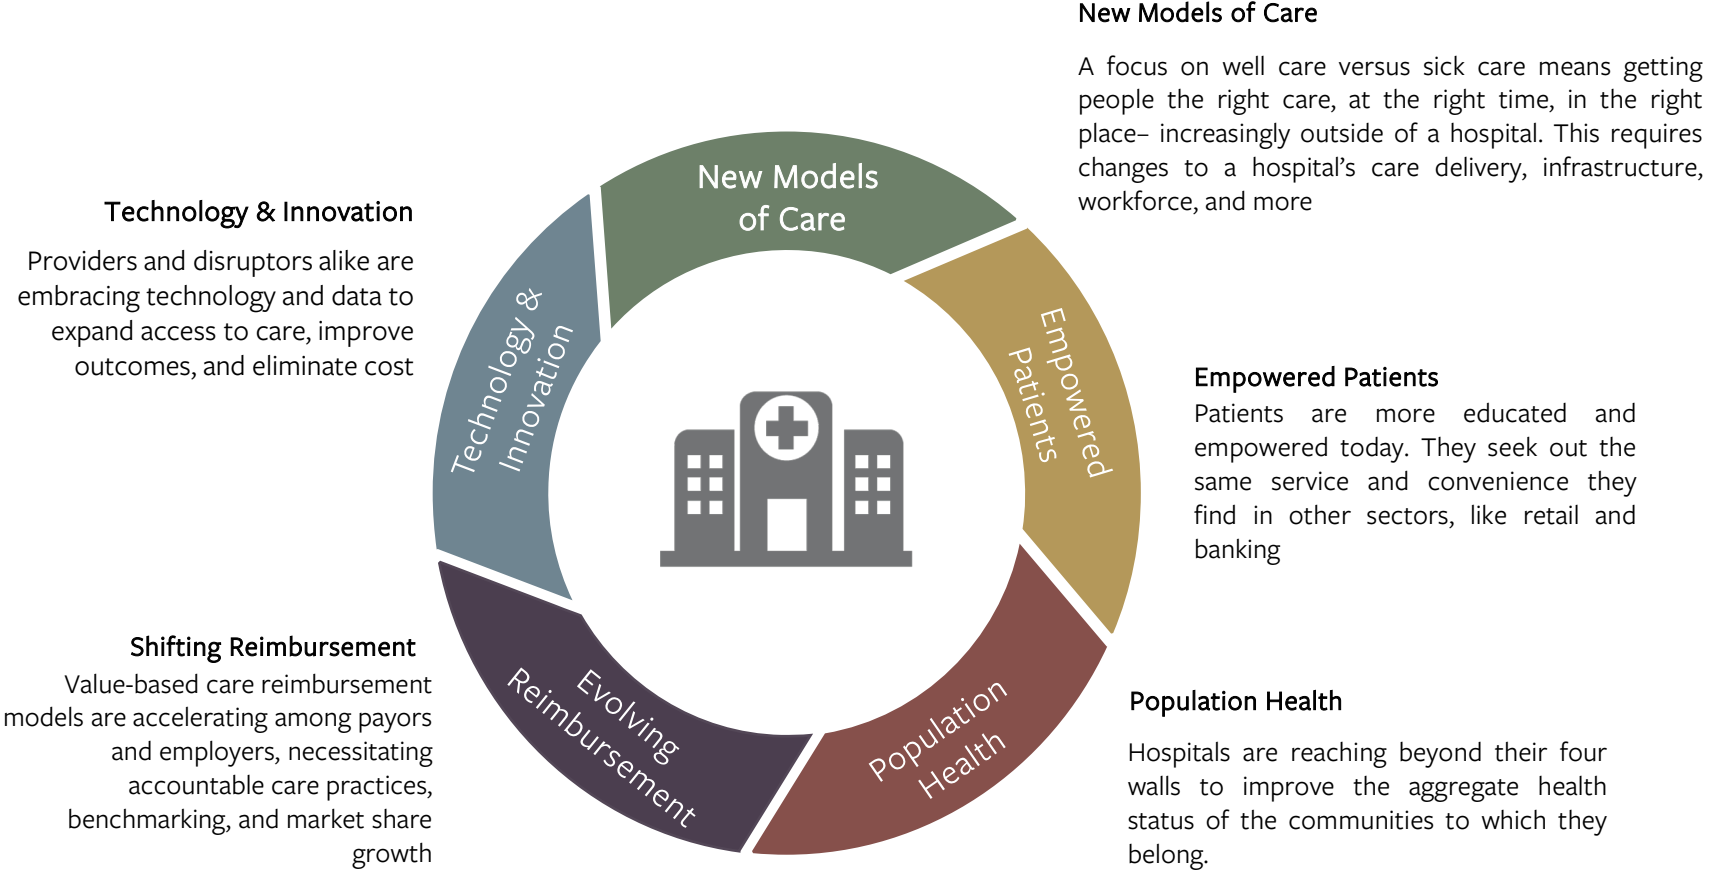 New Models of Care
A focus on well care versus sick care means getting
people the right care, at the right time, in the right
place– increasingly outside of a hospital. This requires
changes to a hospital’s care delivery, infrastructure,
workforce, and more
New Models
of Care
Technology & Innovation
Providers and disruptors alike are
embracing technology and data to
expand access to care, improve
outcomes, and eliminate cost
Technology &
Innovation
Empowered
Patients
Empowered Patients
Patients are more educated and
empowered today. They seek out the
same service and convenience they
find in other sectors, like retail and
banking
Shifting Reimbursement
Value-based care reimbursement
models are accelerating among payors
and employers, necessitating
accountable care practices,
benchmarking, and market share
growth
Evolving
Reimbursement
Population
Health
Population Health
Hospitals are reaching beyond their four
walls to improve the aggregate health
status of the communities to which they
belong.